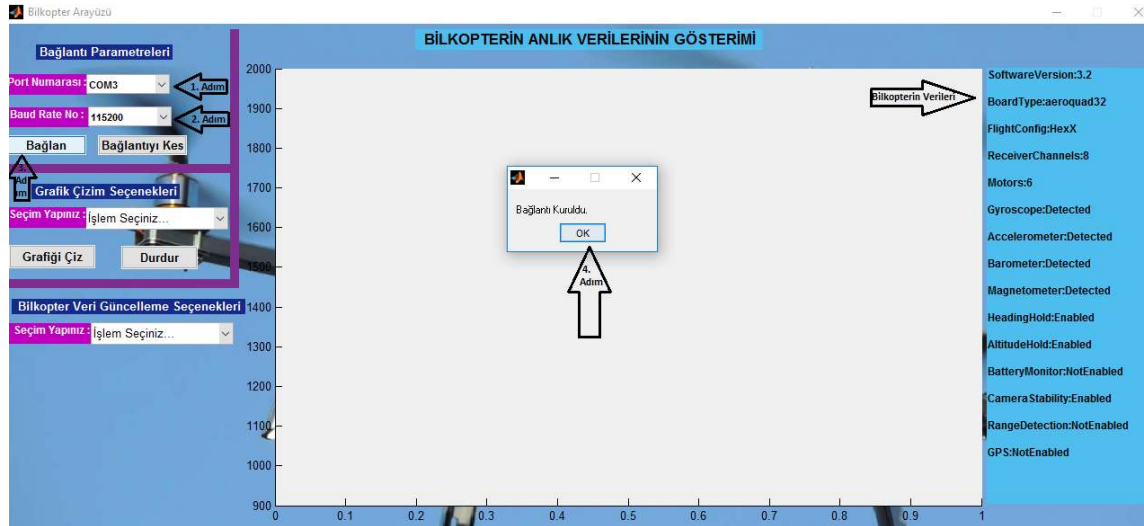 Bilkopter Arayüzü
BİLKOPTERİN ANLIK VERİLERİNİN GÖSTERİMİ
Bağlantı Parametreleri
Port Numarası : COM3
1. Adım
Baud Rate No : 115200
2. Adım
Bağlan Bağlantıyı Kes
3.
Ad
ım
Grafik Çizim Seçenekleri
Seçim Yapınız : İşlem Seçiniz...
Grafiği Çiz Durdur
Bilkopter Veri Güncelleme Seçenekleri
Seçim Yapınız : İşlem Seçiniz...
2000
1900
1800
1700
1600
1500
1400
1300
1200
1100
1000
900
0 0.1 0.2 0.3 0.4 0.5 0.6 0.7 0.8 0.9 1
Bağlantı Kuruldu.
OK
4.
Adım
Bilkopterin Verileri
SoftwareVersion:3.2
BoardType:aeroquad32
FlightConfig:HexX
ReceiverChannels:8
Motors:6
Gyroscope:Detected
Accelerometer:Detected
Barometer:Detected
Magnetometer:Detected
HeadingHold:Enabled
AltitudeHold:Enabled
BatteryMonitor:NotEnabled
CameraStability:Enabled
RangeDetection:NotEnabled
GPS:NotEnabled